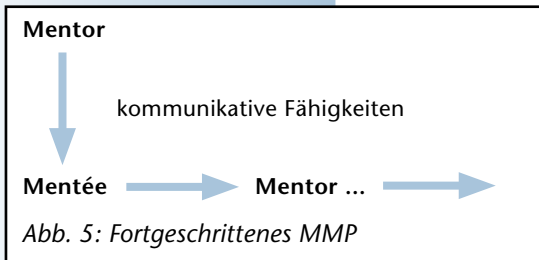 Mentor
kommunikative Fähigkeiten
Mentée Mentor ...
Abb. 5: Fortgeschrittenes MMP